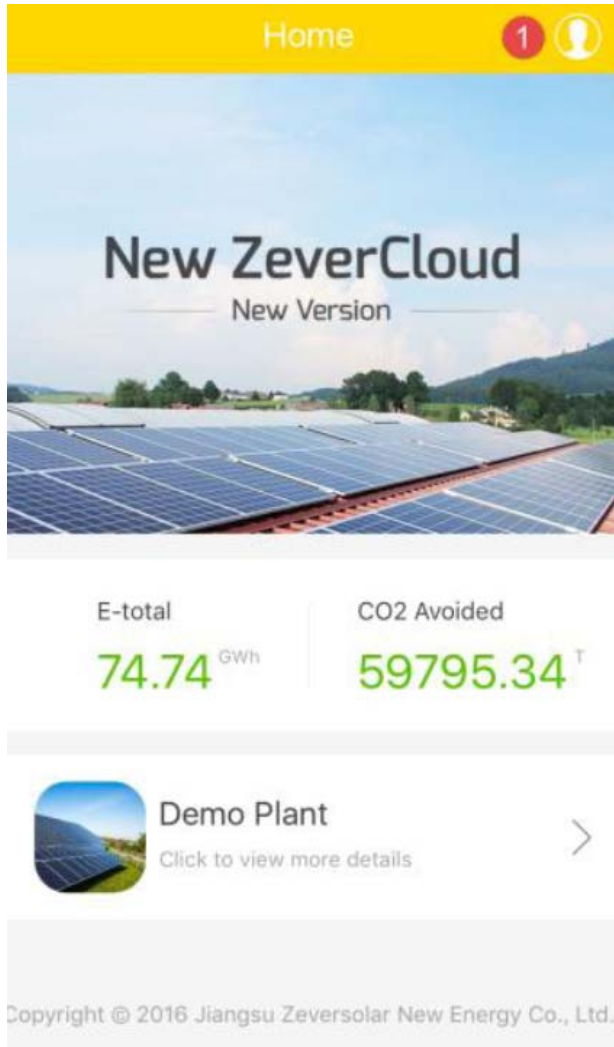 Home
1
New ZeverCloud
New Version
E-total
CO2 Avoided
74.74 GWh
59795.34 T
Demo Plant
Click to view more details
Copyright © 2016 Jiangsu Zeversolar New Energy Co., Ltd.